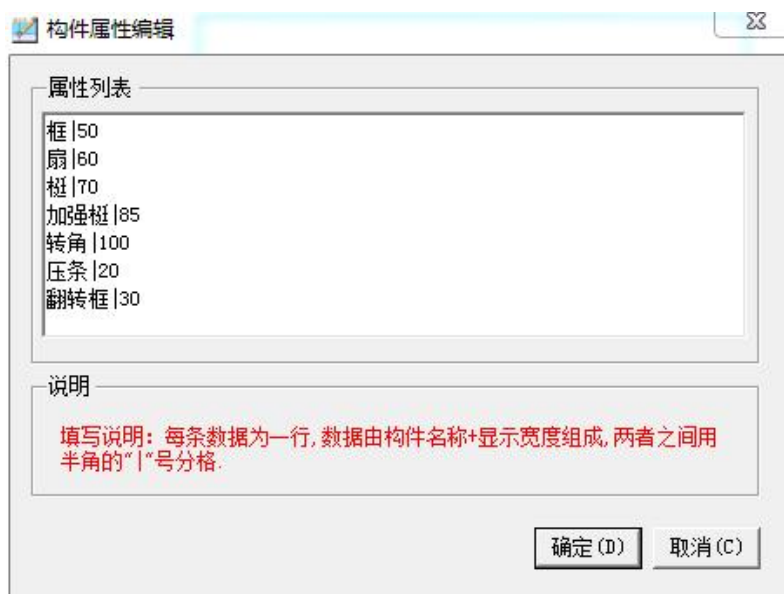 构件属性编辑
属性列表
框|50
扇|60
梃|70
加强梃|85
转角|100
压条|20
翻转框|30
说明
填写说明：每条数据为一行,数据由构件名称+显示宽度组成,两者之间用
半角的"|"号分格.
确定(D) 取消(C)